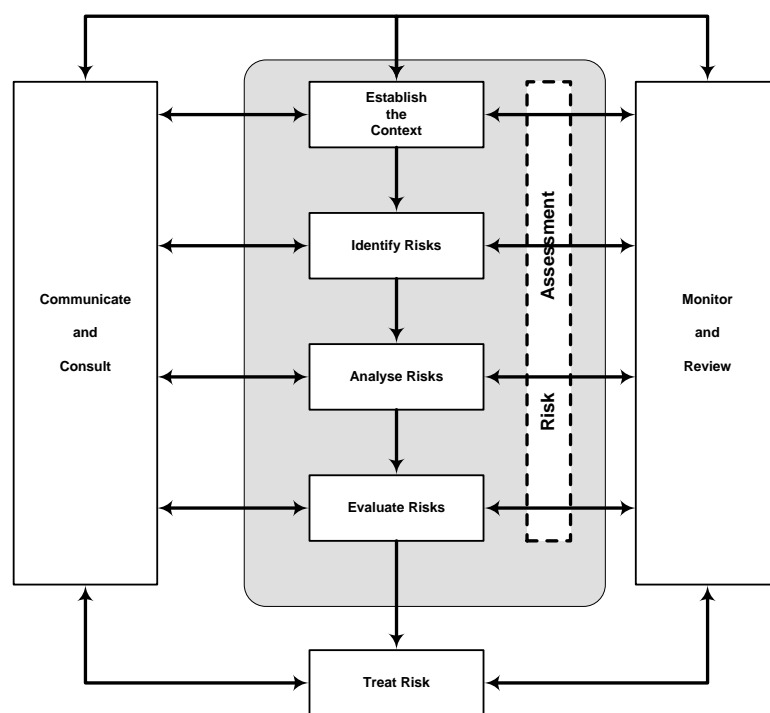 Establish
the
Context
Identify Risks
Analyse Risks
Evaluate Risks
Treat Risk
Communicate
and
Consult
Risk Assessment
Monitor
and
Review